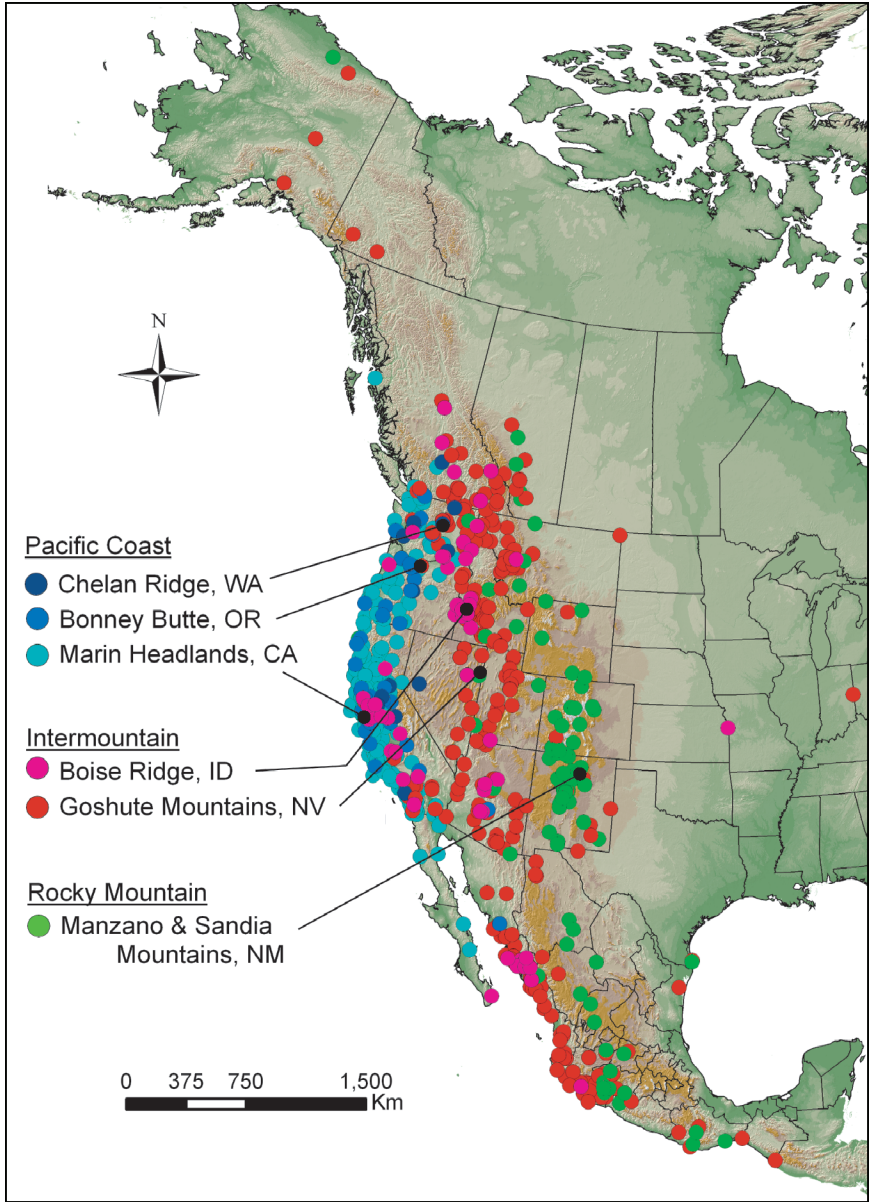 N
Pacific Coast
Chelan Ridge, WA
Bonney Butte, OR
Marin Headlands, CA
Intermountain
Boise Ridge, ID
Goshute Mountains, NV
Rocky Mountain
Manzano & Sandia
Mountains, NM
0 375 750 1,500
Km